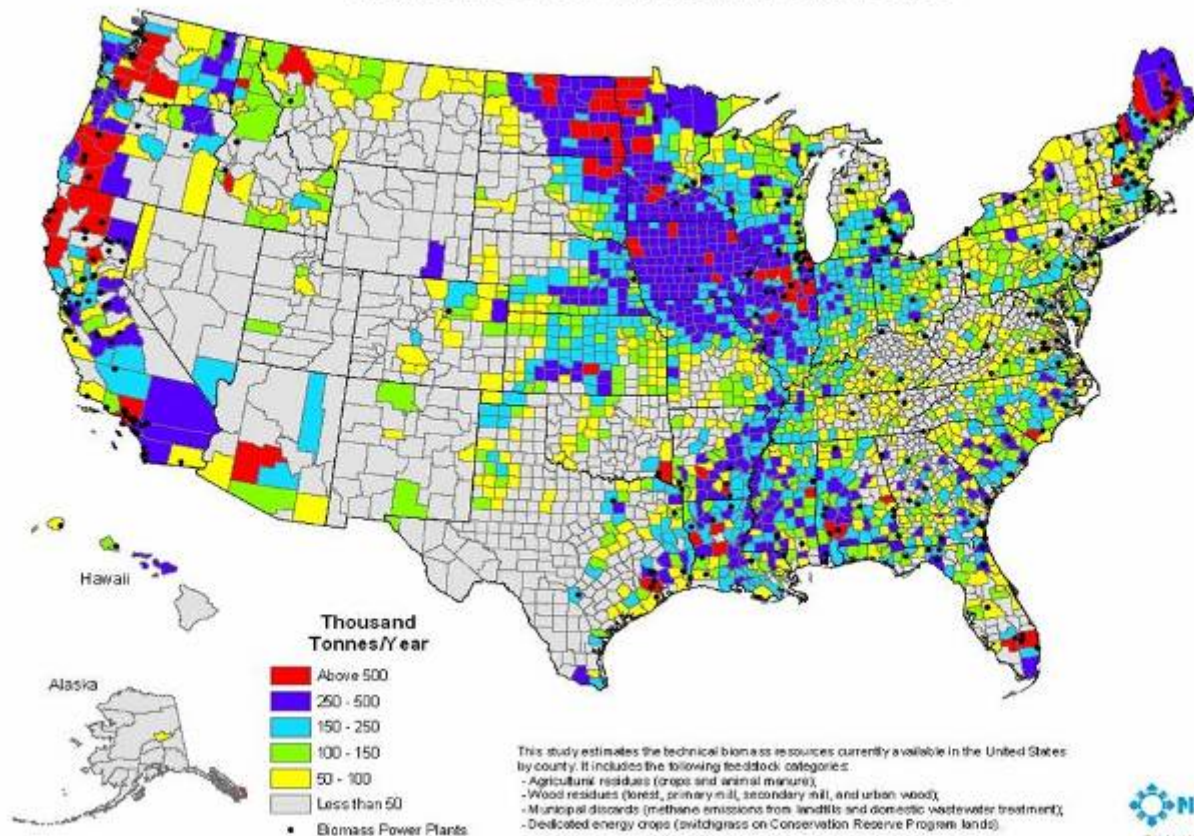 Hawaii
Alaska
Thousand
Tonnes/Year
Above 500
250 - 500
150 - 250
100 - 150
50 - 100
Less than 50
Biomass Power Plants
This study estimates the technical biomass resources currently available in the United States
by county. It includes the following feedstock categories:
- Agricultural residues (crops and animal manure);
- Wood residues (forest, primary mill, secondary mill, and urban wood);
- Municipal discards (methane emissions from landfills and domestic wastewater treatment);
- Dedicated energy crops (switchgrass on Conservation Reserve Program lands).